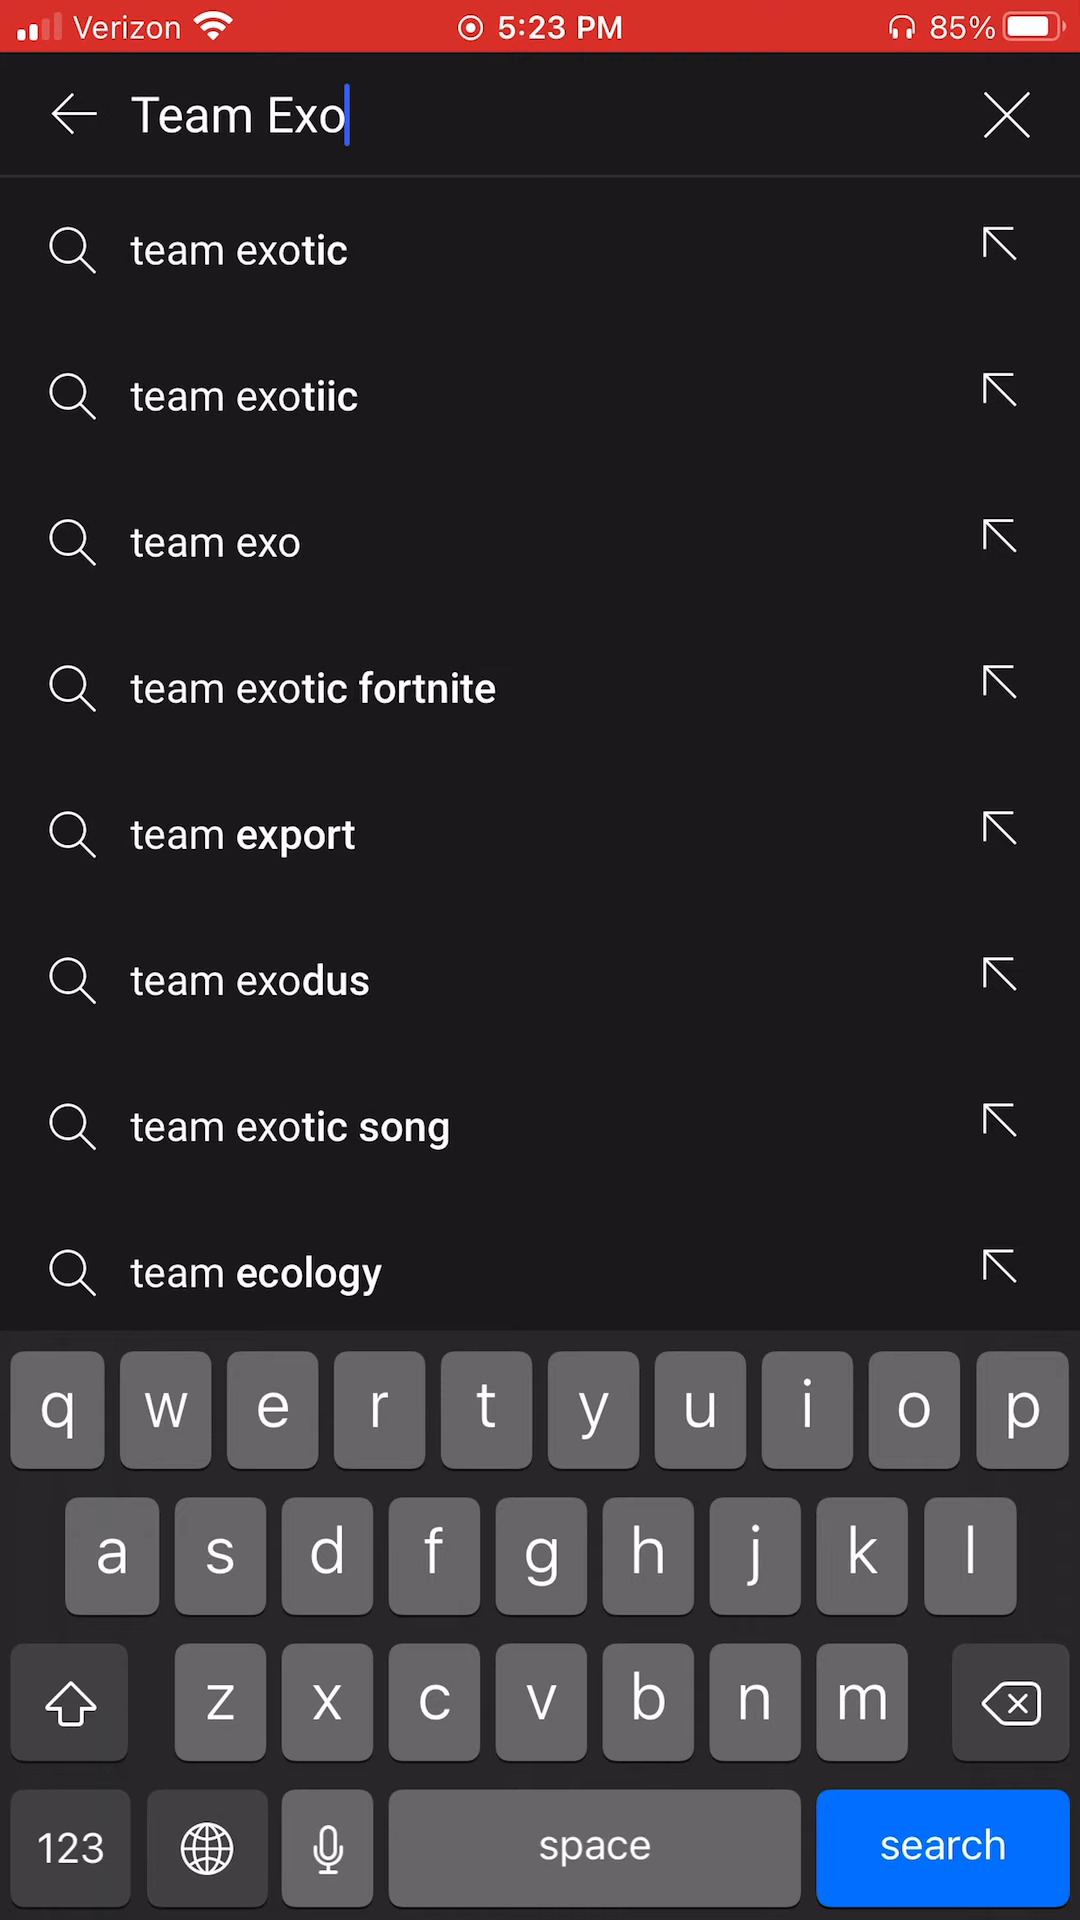 Verizon 5:23 PM 85%
Team Exo
team exotic
team exotiic
team exo
team exotic fortnite
team export
team exodus
team exotic song
team ecology
q w e r t y u i o p
a s d f g h j k l
z x c v b n m
123 space search